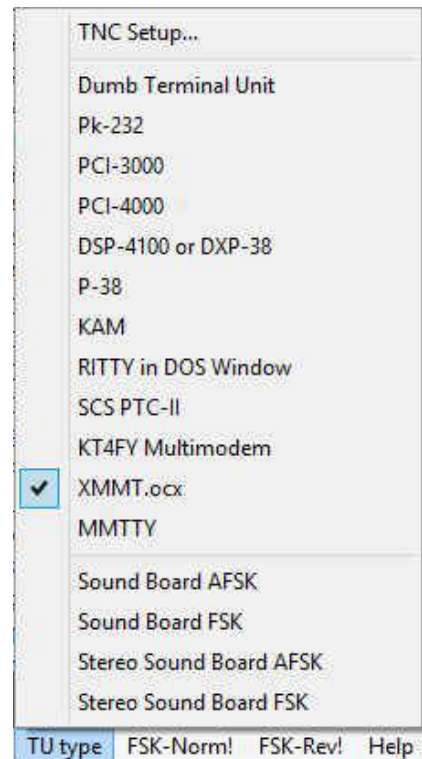 TNC Setup...
Dumb Terminal Unit
Pk-232
PCI-3000
PCI-4000
DSP-4100 or DXP-38
P-38
KAM
RITTY in DOS Window
SCS PTC-II
KT4FY Multimodem
XMMT.ocx
MMTTY
Sound Board AFSK
Sound Board FSK
Stereo Sound Board AFSK
Stereo Sound Board FSK
TU type FSK-Norm! FSK-Rev! Help